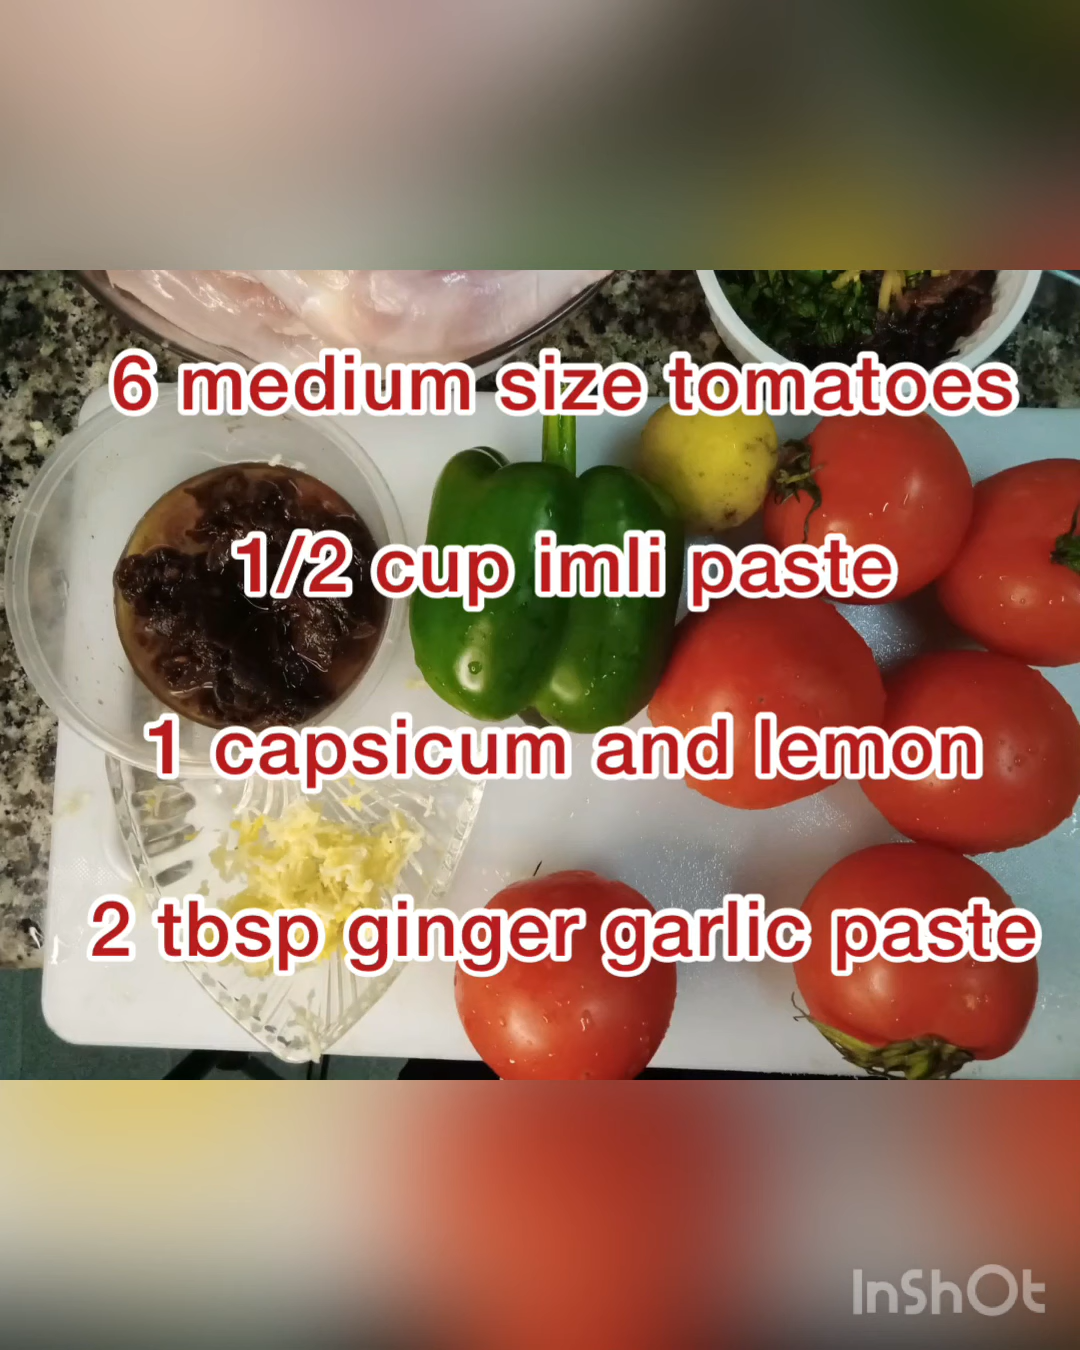 6 medium size tomatoes
1/2 cup imli paste
1 capsicum and lemon
2 tbsp ginger garlic paste
InShOt